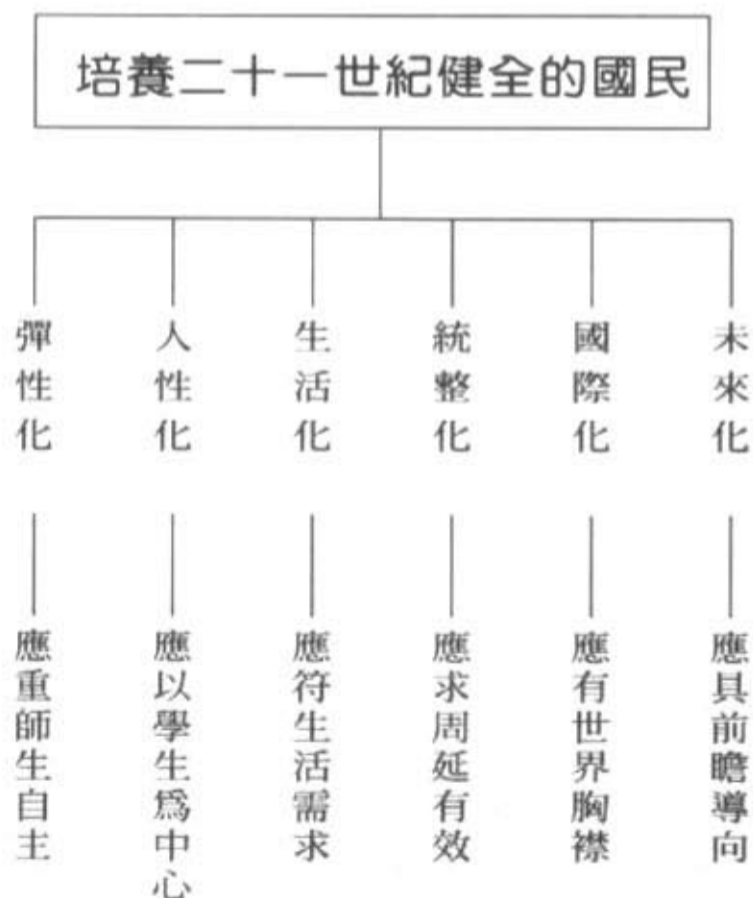 培養二十一世紀健全的國民
未來化
應具前瞻導向
國際化
應有世界胸襟
統整化
應求周延有效
生活化
應符生活需求
人性化
應以學生爲中心
彈性化
應重師生自主